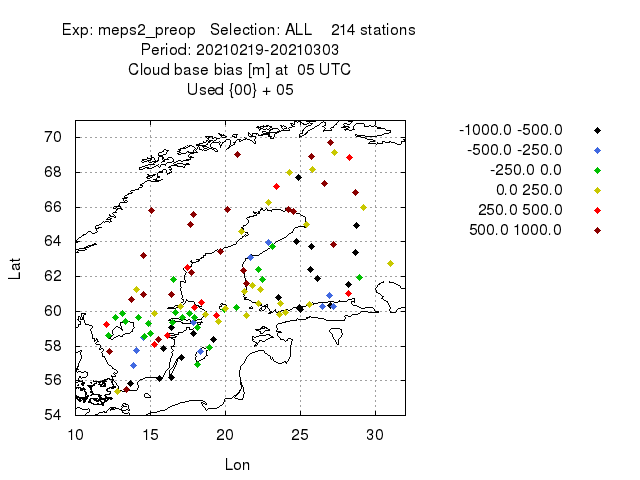 Exp: meps2_preop   Selection: ALL    214 stations
Period: 20210219-20210303
Cloud base bias [m] at  05 UTC
Used {00} + 05
-1000.0 -500.0
-500.0 -250.0
-250.0 0.0
0.0 250.0
250.0 500.0
500.0 1000.0
70
68
66
64
62
60
58
56
54
Lat
10 15 20 25 30
Lon